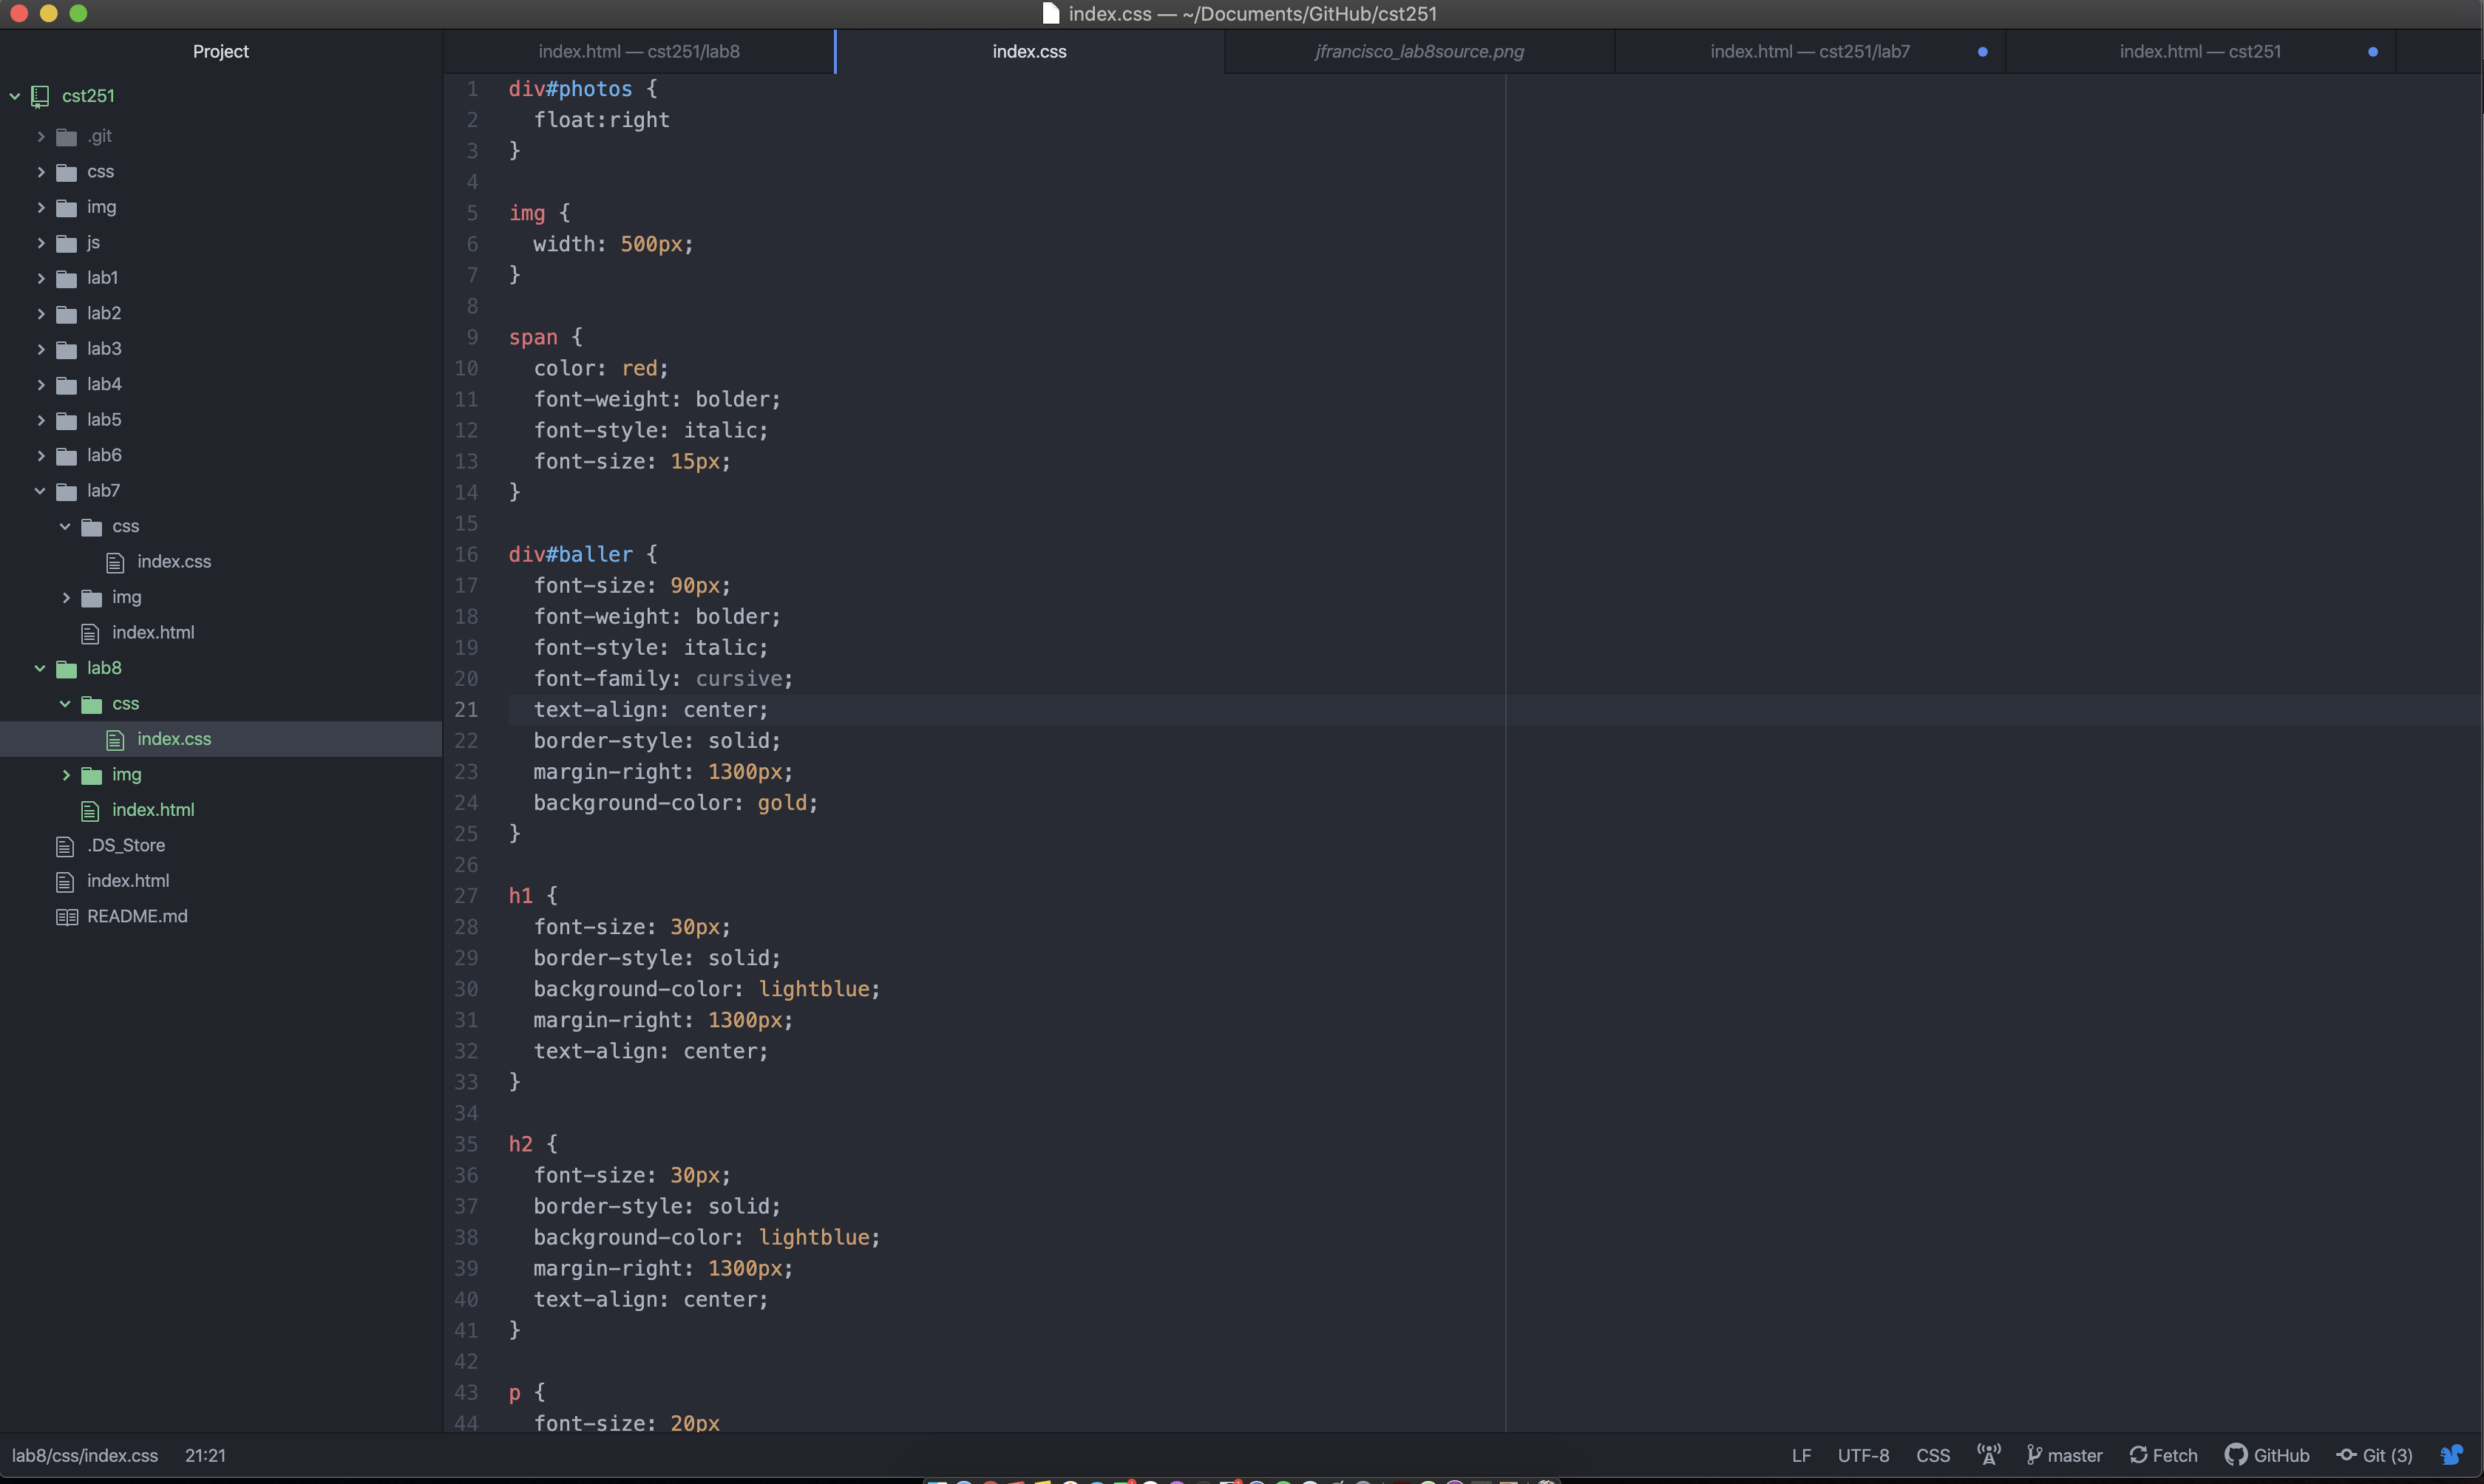 index.css — ~/Documents/GitHub/cst251
Project
index.html — cst251/lab8
index.css
jfrancisco_lab8source.png
index.html — cst251/lab7
index.html — cst251
cst251
.git
css
img
js
lab1
lab2
lab3
lab4
lab5
lab6
lab7
css
index.css
img
index.html
lab8
css
index.css
img
index.html
.DS_Store
index.html
README.md
1 div#photos {
2 float:right
3 }
4
5 img {
6 width: 500px;
7 }
8
9 span {
10 color: red;
11 font-weight: bolder;
12 font-style: italic;
13 font-size: 15px;
14 }
15
16 div#baller {
17 font-size: 90px;
18 font-weight: bolder;
19 font-style: italic;
20 font-family: cursive;
21 text-align: center;
22 border-style: solid;
23 margin-right: 1300px;
24 background-color: gold;
25 }
26
27 h1 {
28 font-size: 30px;
29 border-style: solid;
30 background-color: lightblue;
31 margin-right: 1300px;
32 text-align: center;
33 }
34
35 h2 {
36 font-size: 30px;
37 border-style: solid;
38 background-color: lightblue;
39 margin-right: 1300px;
40 text-align: center;
41 }
42
43 p {
44 font-size: 20px
lab8/css/index.css 21:21
LF UTF-8 CSS master Fetch GitHub Git (3)